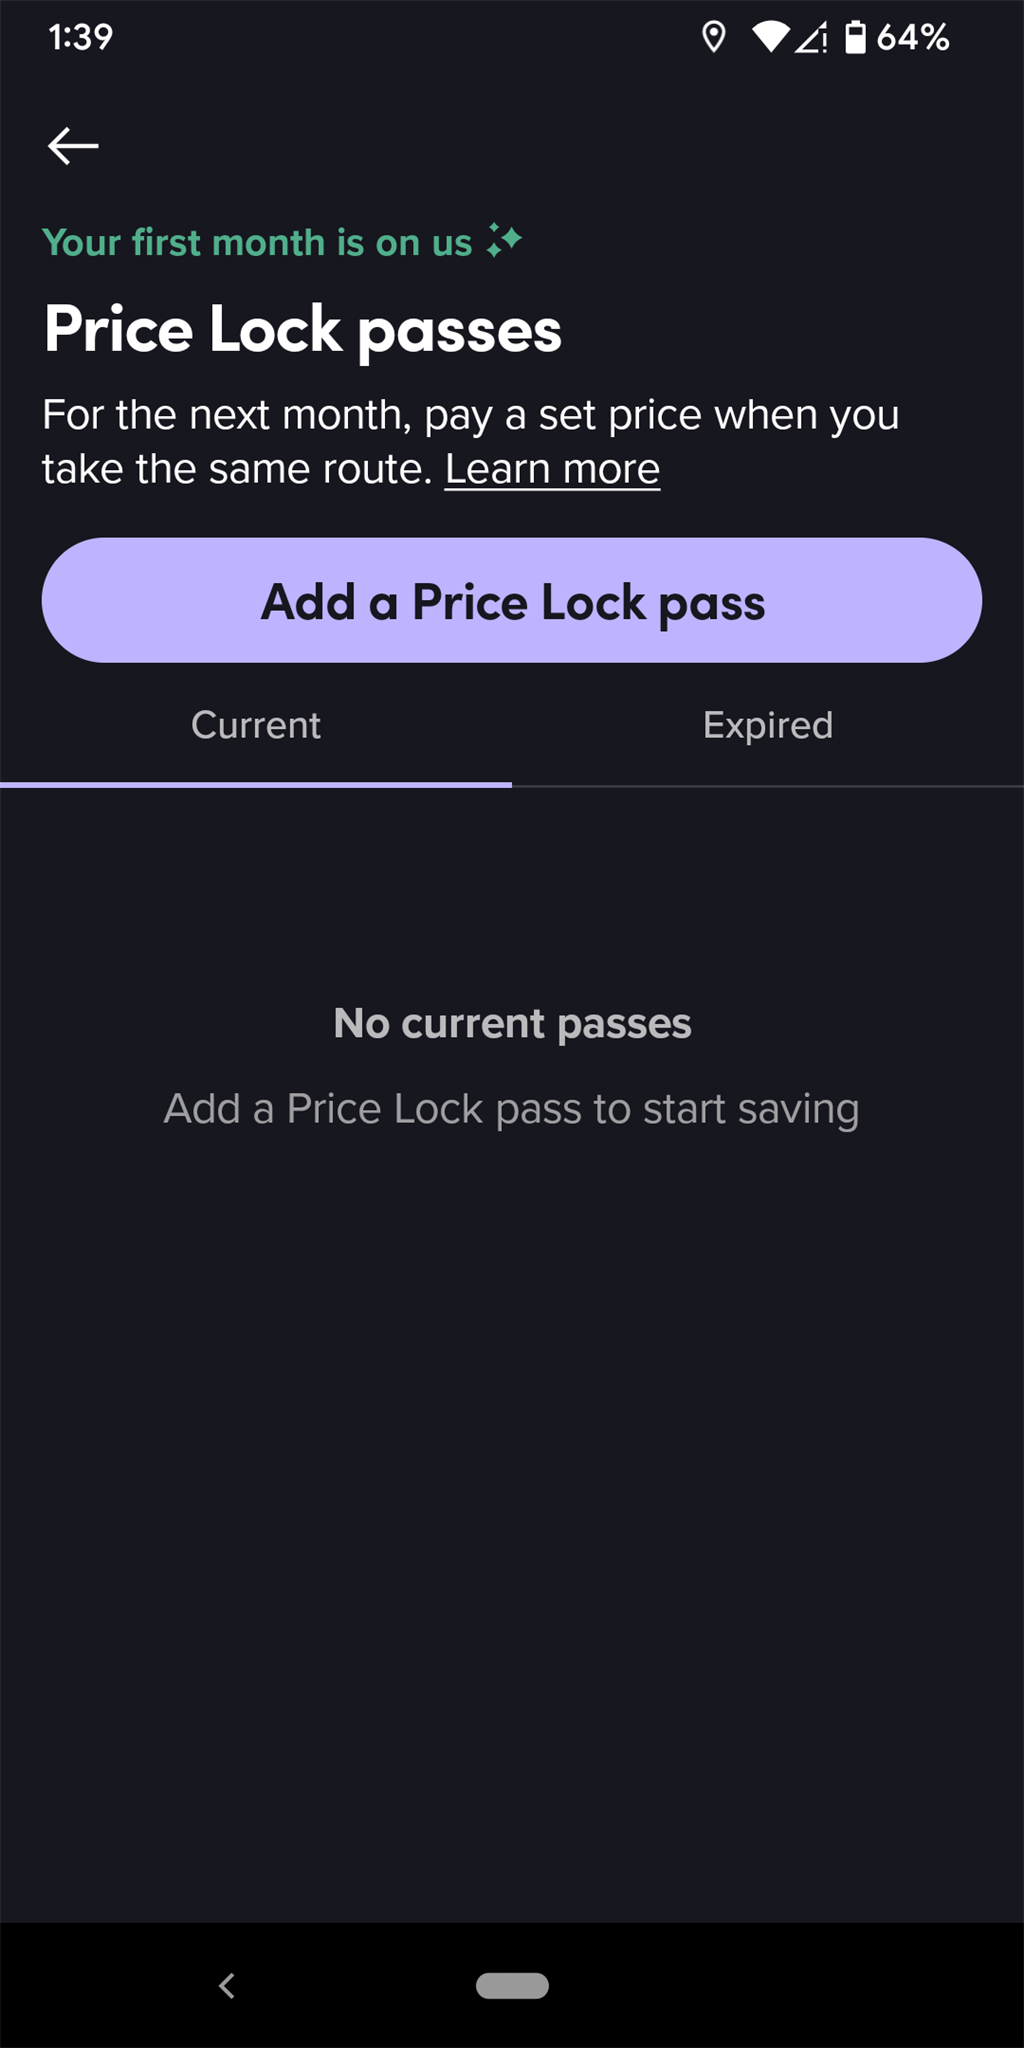 1:39
64%
Your first month is on us
Price Lock passes
For the next month, pay a set price when you
take the same route. Learn more
Add a Price Lock pass
Current
Expired
No current passes
Add a Price Lock pass to start saving